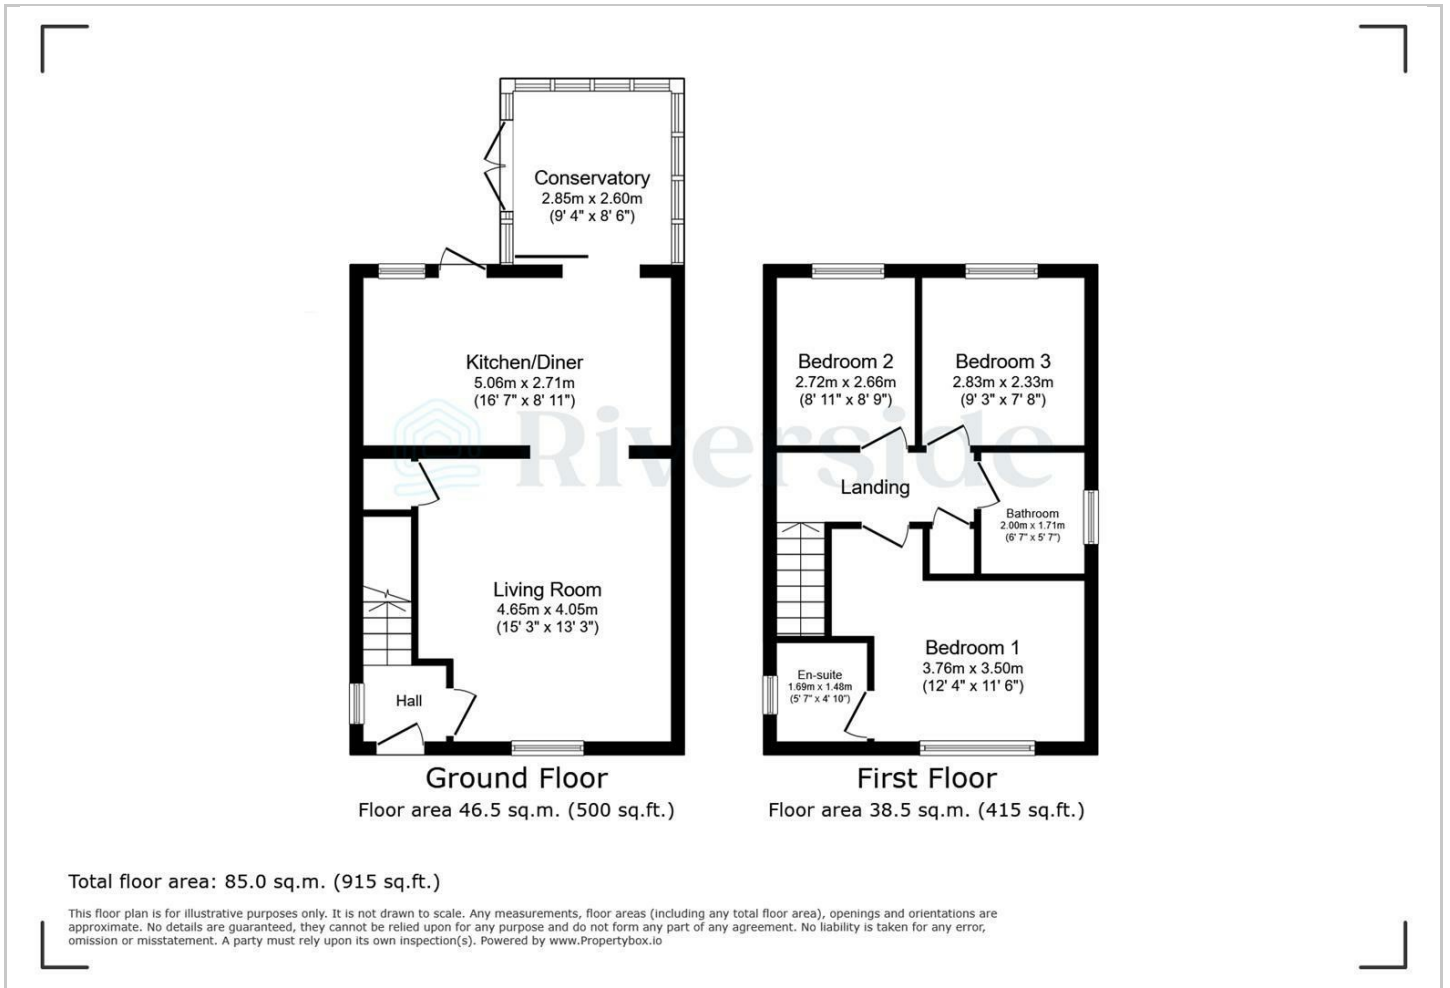 Conservatory
2.85m x 2.60m
(9' 4" x 8' 6")
Kitchen/Diner
5.06m x 2.71m
(16' 7" x 8' 11")
Riverside
Living Room
4.65m x 4.05m
(15' 3" x 13' 3")
Hall
Ground Floor
Floor area 46.5 sq.m. (500 sq.ft.)
Bedroom 2
2.72m x 2.66m
(8' 11" x 8' 9")
Bedroom 3
2.83m x 2.33m
(9' 3" x 7' 8")
Landing
Bathroom
2.00m x 1.71m
(6' 7" x 5' 7")
Bedroom 1
3.76m x 3.50m
(12' 4" x 11' 6")
En-suite
1.69m x 1.48m
(5' 7" x 4' 10")
First Floor
Floor area 38.5 sq.m. (415 sq.ft.)
Total floor area: 85.0 sq.m. (915 sq.ft.)
This floor plan is for illustrative purposes only. It is not drawn to scale. Any measurements, floor areas (including any total floor area), openings and orientations are
approximate. No details are guaranteed, they cannot be relied upon for any purpose and do not form any part of any agreement. No liability is taken for any error,
omission or misstatement. A party must rely upon its own inspection(s). Powered by www.Propertybox.io